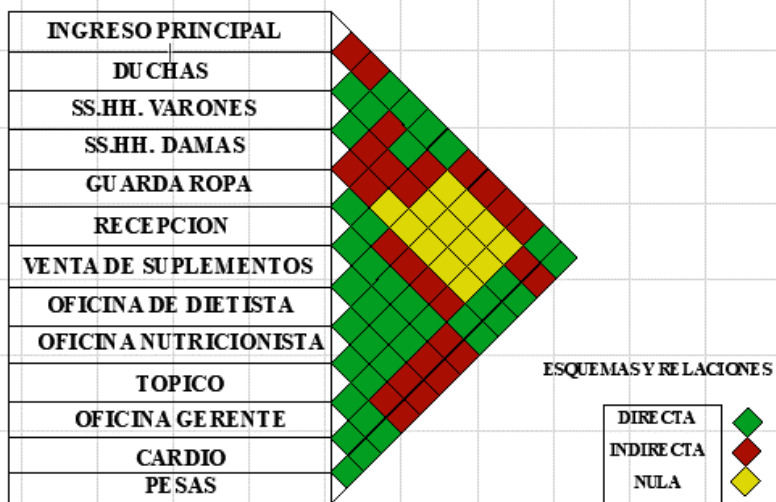 INGRESO PRINCIPAL
DUCHAS
SS.HH. VARONES
SS.HH. DAMAS
GUARDA ROPA
RECEPCION
VENTA DE SUPLEMENTOS
OFICINA DE DIETISTA
OFICINA NUTRICIONISTA
TOPICO
OFICINA GERENTE
CARDIO
PESAS
ESQUEMAS Y RELACIONES
DIRECTA
INDIRECTA
NULA